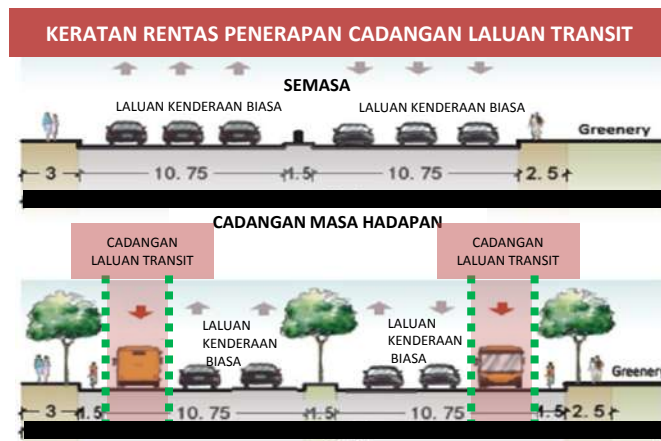 KERATAN RENTAS PENERAPAN CADANGAN LALUAN TRANSIT
SEMASA
LALUAN KENDERAAN BIASA
LALUAN KENDERAAN BIASA
Greenery
3
10.75
1.5
10.75
2.5
CADANGAN MASA HADAPAN
CADANGAN
LALUAN TRANSIT
CADANGAN
LALUAN TRANSIT
LALUAN
KENDERAAN
BIASA
LALUAN
KENDERAAN
BIASA
Greenery
3
1.5
10.75
1.5
10.75
1.5
2.5